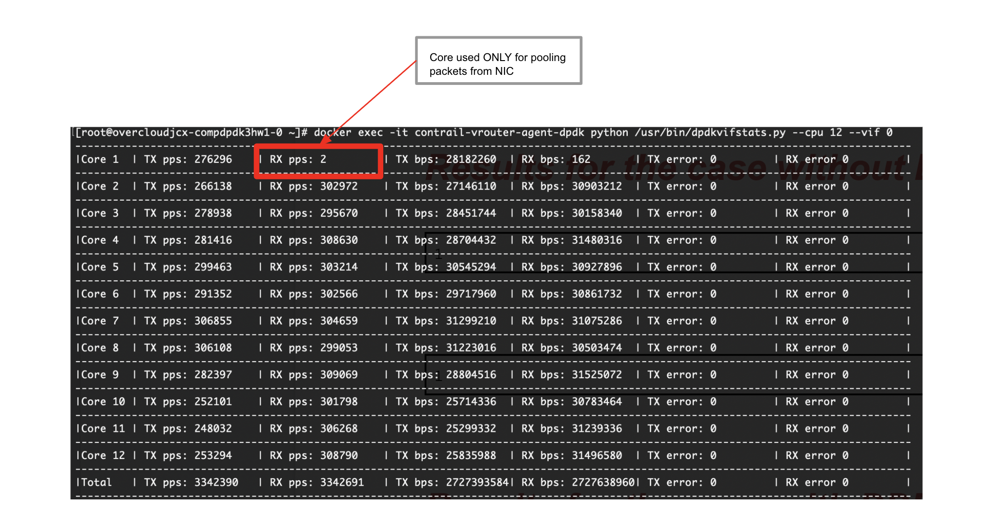 Core used ONLY for pooling
packets from NIC
[root@overcloudjcx-compdpdk3hw1-0 ~]# docker exec -it contrail-vrouter-agent-dpdk python /usr/bin/dpdkvifstats.py --cpu 12 --vif 0
|Core 1 | TX pps: 276296 | RX pps: 2 | TX bps: 28182260 | RX bps: 162 | TX error: 0 | RX error 0 |
Results for the case without
|Core 2 | TX pps: 266138 | RX pps: 302972 | TX bps: 27146110 | RX bps: 30903212 | TX error: 0 | RX error 0 |
|Core 3 | TX pps: 278938 | RX pps: 295670 | TX bps: 28451744 | RX bps: 30158340 | TX error: 0 | RX error 0 |
|Core 4 | TX pps: 281416 | RX pps: 308630 | TX bps: 28704432 | RX bps: 31480316 | TX error: 0 | RX error 0 |
1
|Core 5 | TX pps: 299463 | RX pps: 303214 | TX bps: 30545294 | RX bps: 30927896 | TX error: 0 | RX error 0 |
|Core 6 | TX pps: 291352 | RX pps: 302566 | TX bps: 29717960 | RX bps: 30861732 | TX error: 0 | RX error 0 |
|Core 7 | TX pps: 306855 | RX pps: 304659 | TX bps: 31299210 | RX bps: 31075286 | TX error: 0 | RX error 0 |
|Core 8 | TX pps: 306108 | RX pps: 299053 | TX bps: 31223016 | RX bps: 30503474 | TX error: 0 | RX error 0 |
|Core 9 | TX pps: 282397 | RX pps: 309069 | TX bps: 28804516 | RX bps: 31525072 | TX error: 0 | RX error 0 |
1
|Core 10 | TX pps: 252101 | RX pps: 301798 | TX bps: 25714336 | RX bps: 30783464 | TX error: 0 | RX error 0 |
|Core 11 | TX pps: 248032 | RX pps: 306268 | TX bps: 25299332 | RX bps: 31239336 | TX error: 0 | RX error 0 |
|Core 12 | TX pps: 253294 | RX pps: 308790 | TX bps: 25835988 | RX bps: 31496580 | TX error: 0 | RX error 0 |
|Total | TX pps: 3342390 | RX pps: 3342691 | TX bps: 2727393584| RX bps: 2727638960| TX error: 0 | RX error 0 |